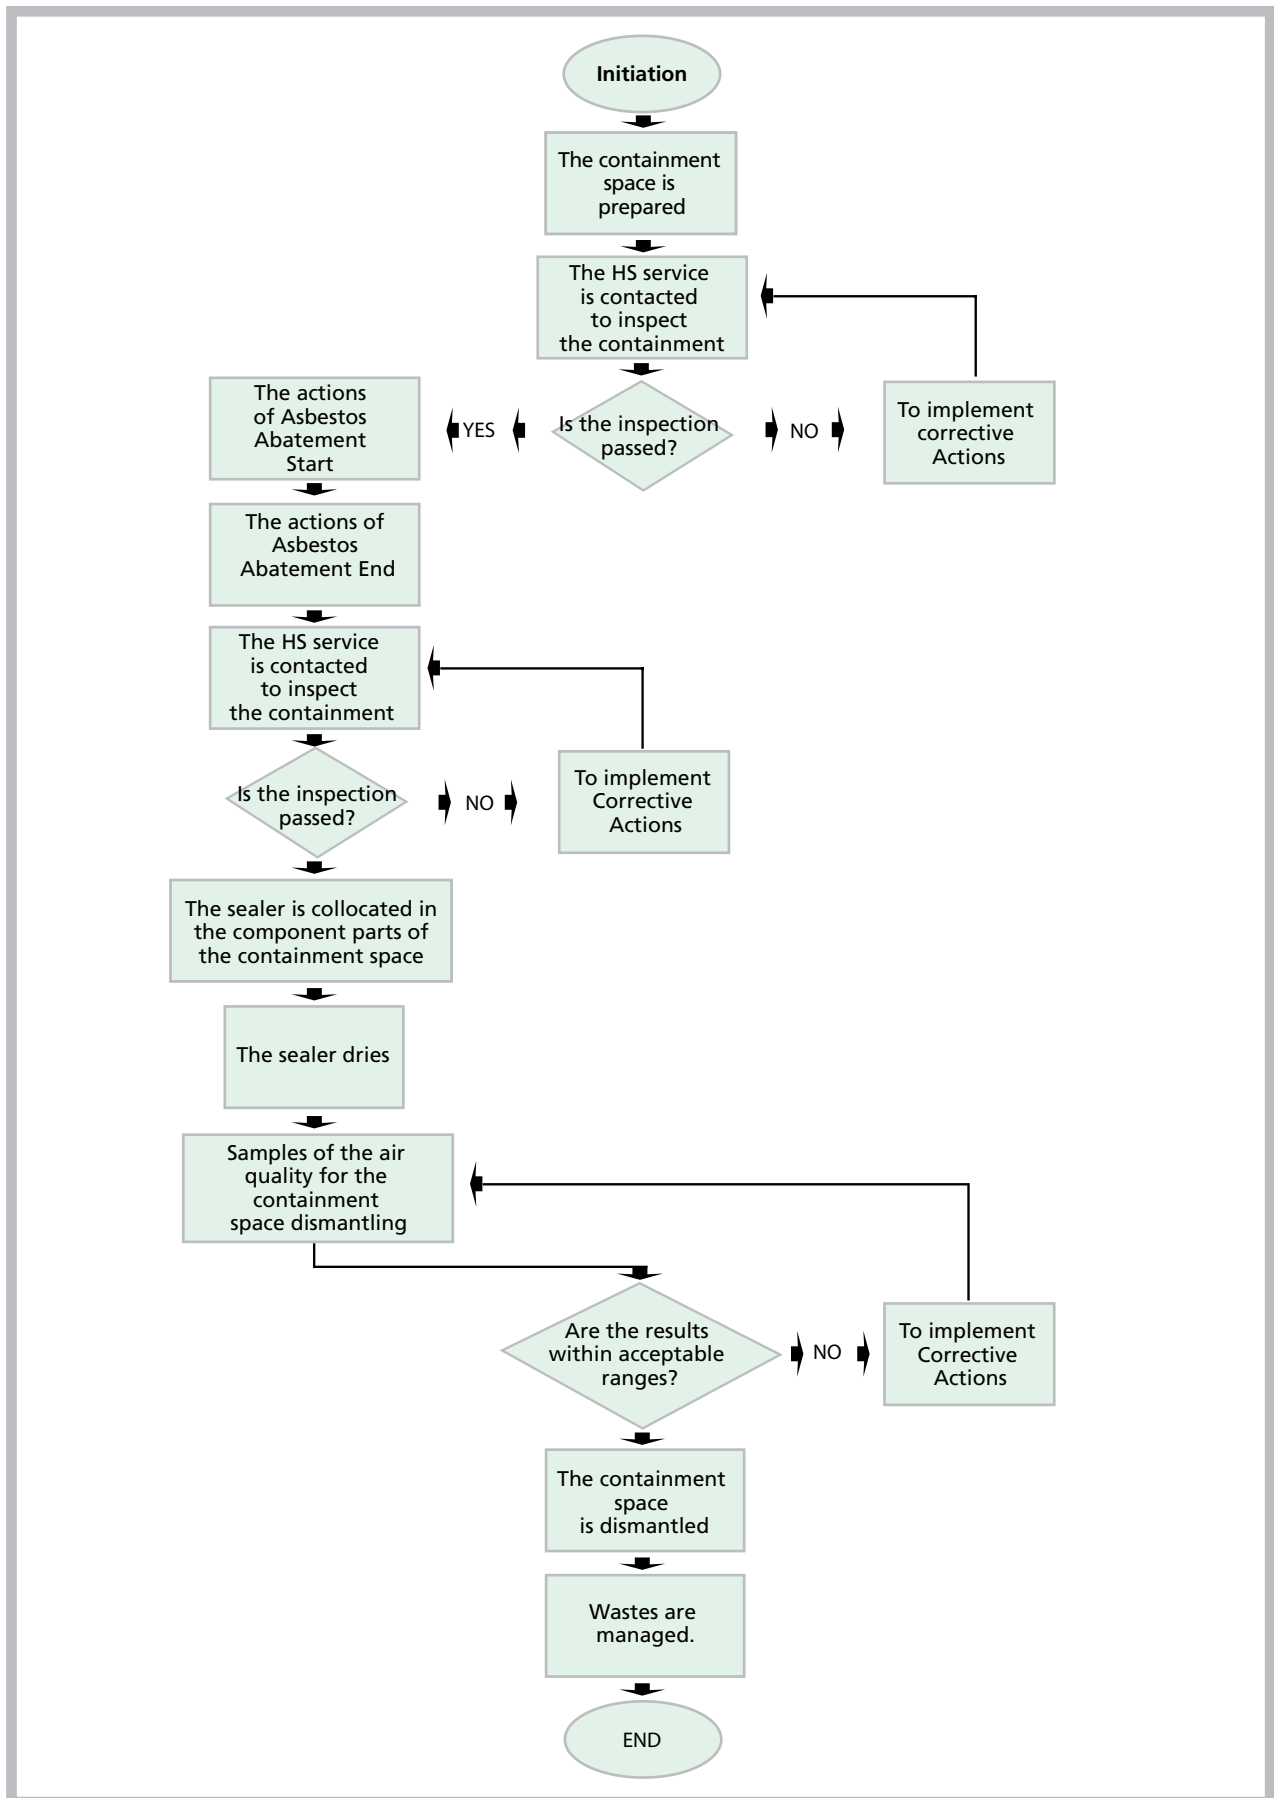 Initiation
The containment
space is
prepared
The HS service
is contacted
to inspect
the containment
Is the inspection
passed?
YES
NO
To implement
corrective
Actions
The actions
of Asbestos
Abatement
Start
The actions of
Asbestos
Abatement End
The HS service
is contacted
to inspect
the containment
Is the inspection
passed?
NO
To implement
Corrective
Actions
The sealer is collocated in
the component parts of
the containment space
The sealer dries
Samples of the air
quality for the
containment
space dismantling
Are the results
within acceptable
ranges?
NO
To implement
Corrective
Actions
The containment
space
is dismantled
Wastes are
managed.
END